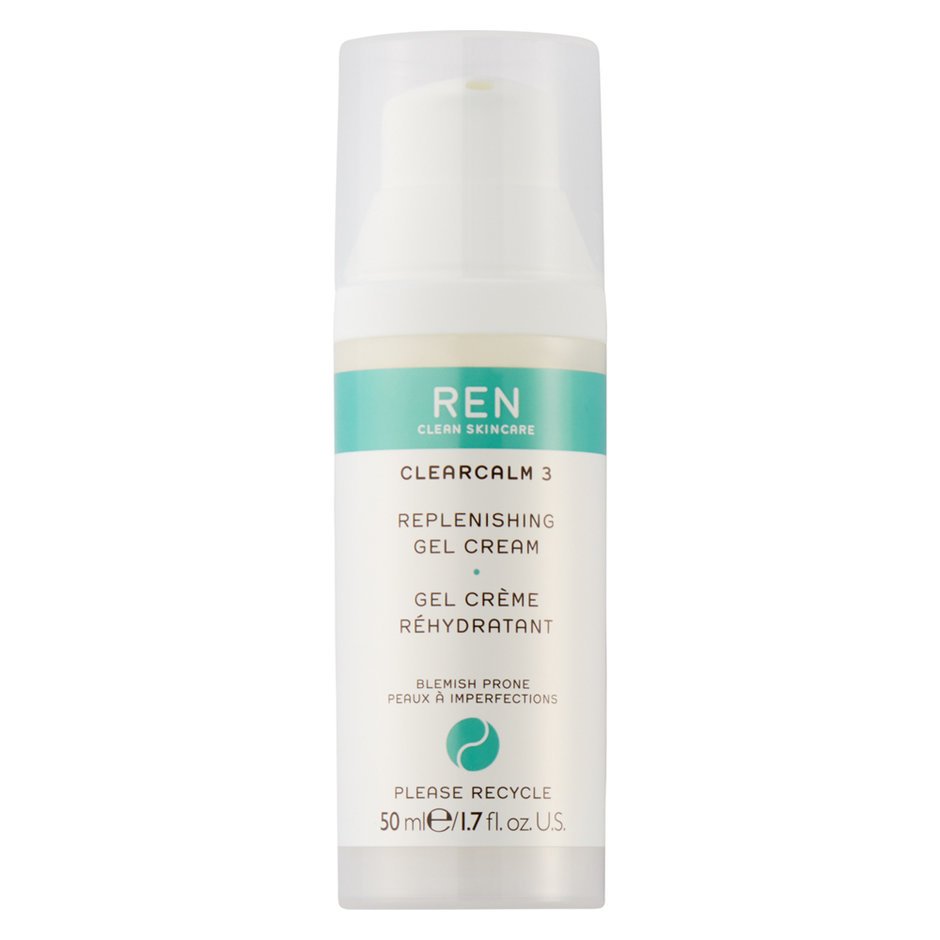 REN
CLEAN SKINCARE
CLEARCALM 3
REPLENISHING
GEL CREAM
GEL CRÈME
RÉHYDRATANT
BLEMISH PRONE
PEAUX À IMPERFECTIONS
PLEASE RECYCLE
50 ml℮/1.7 fl. oz. U.S.